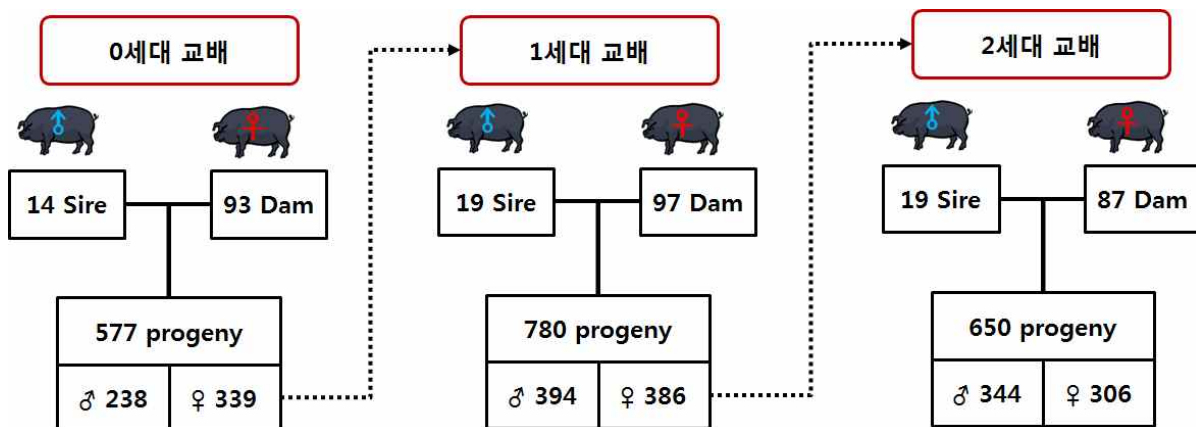 0세대 교배
1세대 교배
2세대 교배
14 Sire
93 Dam
19 Sire
97 Dam
19 Sire
87 Dam
577 progeny
780 progeny
650 progeny
♂ 238
♀ 339
♂ 394
♀ 386
♂ 344
♀ 306